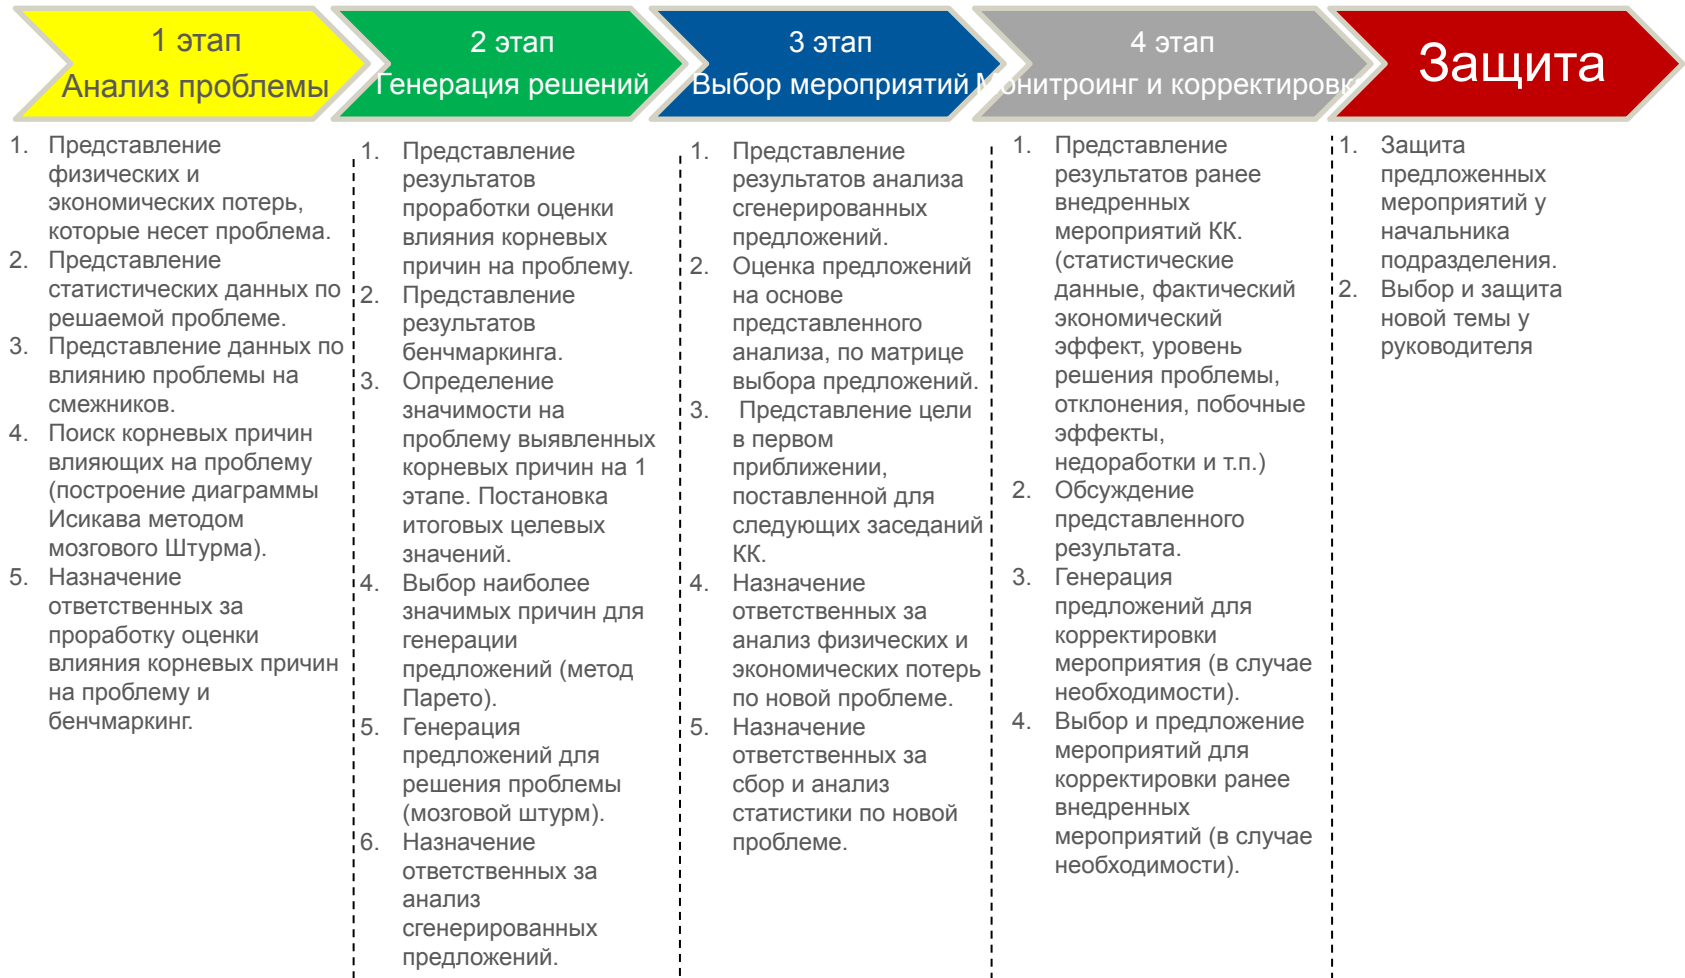 1 этап
Анализ проблемы
2 этап
Генерация решений
3 этап
Выбор мероприятий
4 этап
Монитроинг и корректировк
Защита
1. Представление
физических и
экономических потерь,
которые несет проблема.
2. Представление
статистических данных по
решаемой проблеме.
3. Представление данных по
влиянию проблемы на
смежников.
4. Поиск корневых причин
влияющих на проблему
(построение диаграммы
Исикава методом
мозгового Штурма).
5. Назначение
ответственных за
проработку оценки
влияния корневых причин
на проблему и
бенчмаркинг.
1. Представление
результатов
проработки оценки
влияния корневых
причин на проблему.
2. Представление
результатов
бенчмаркинга.
3. Определение
значимости на
проблему выявленных
корневых причин на 1
этапе. Постановка
итоговых целевых
значений.
4. Выбор наиболее
значимых причин для
генерации
предложений (метод
Парето).
5. Генерация
предложений для
решения проблемы
(мозговой штурм).
6. Назначение
ответственных за
анализ
сгенерированных
предложений.
1. Представление
результатов анализа
сгенерированных
предложений.
2. Оценка предложений
на основе
представленного
анализа, по матрице
выбора предложений.
3. Представление цели
в первом
приближении,
поставленной для
следующих заседаний
КК.
4. Назначение
ответственных за
анализ физических и
экономических потерь
по новой проблеме.
5. Назначение
ответственных за
сбор и анализ
статистики по новой
проблеме.
1. Представление
результатов ранее
внедренных
мероприятий КК.
(статистические
данные, фактический
экономический
эффект, уровень
решения проблемы,
отклонения, побочные
эффекты,
недоработки и т.п.)
2. Обсуждение
представленного
результата.
3. Генерация
предложений для
корректировки
мероприятия (в случае
необходимости).
4. Выбор и предложение
мероприятий для
корректировки ранее
внедренных
мероприятий (в случае
необходимости).
1. Защита
предложенных
мероприятий у
начальника
подразделения.
2. Выбор и защита
новой темы у
руководителя